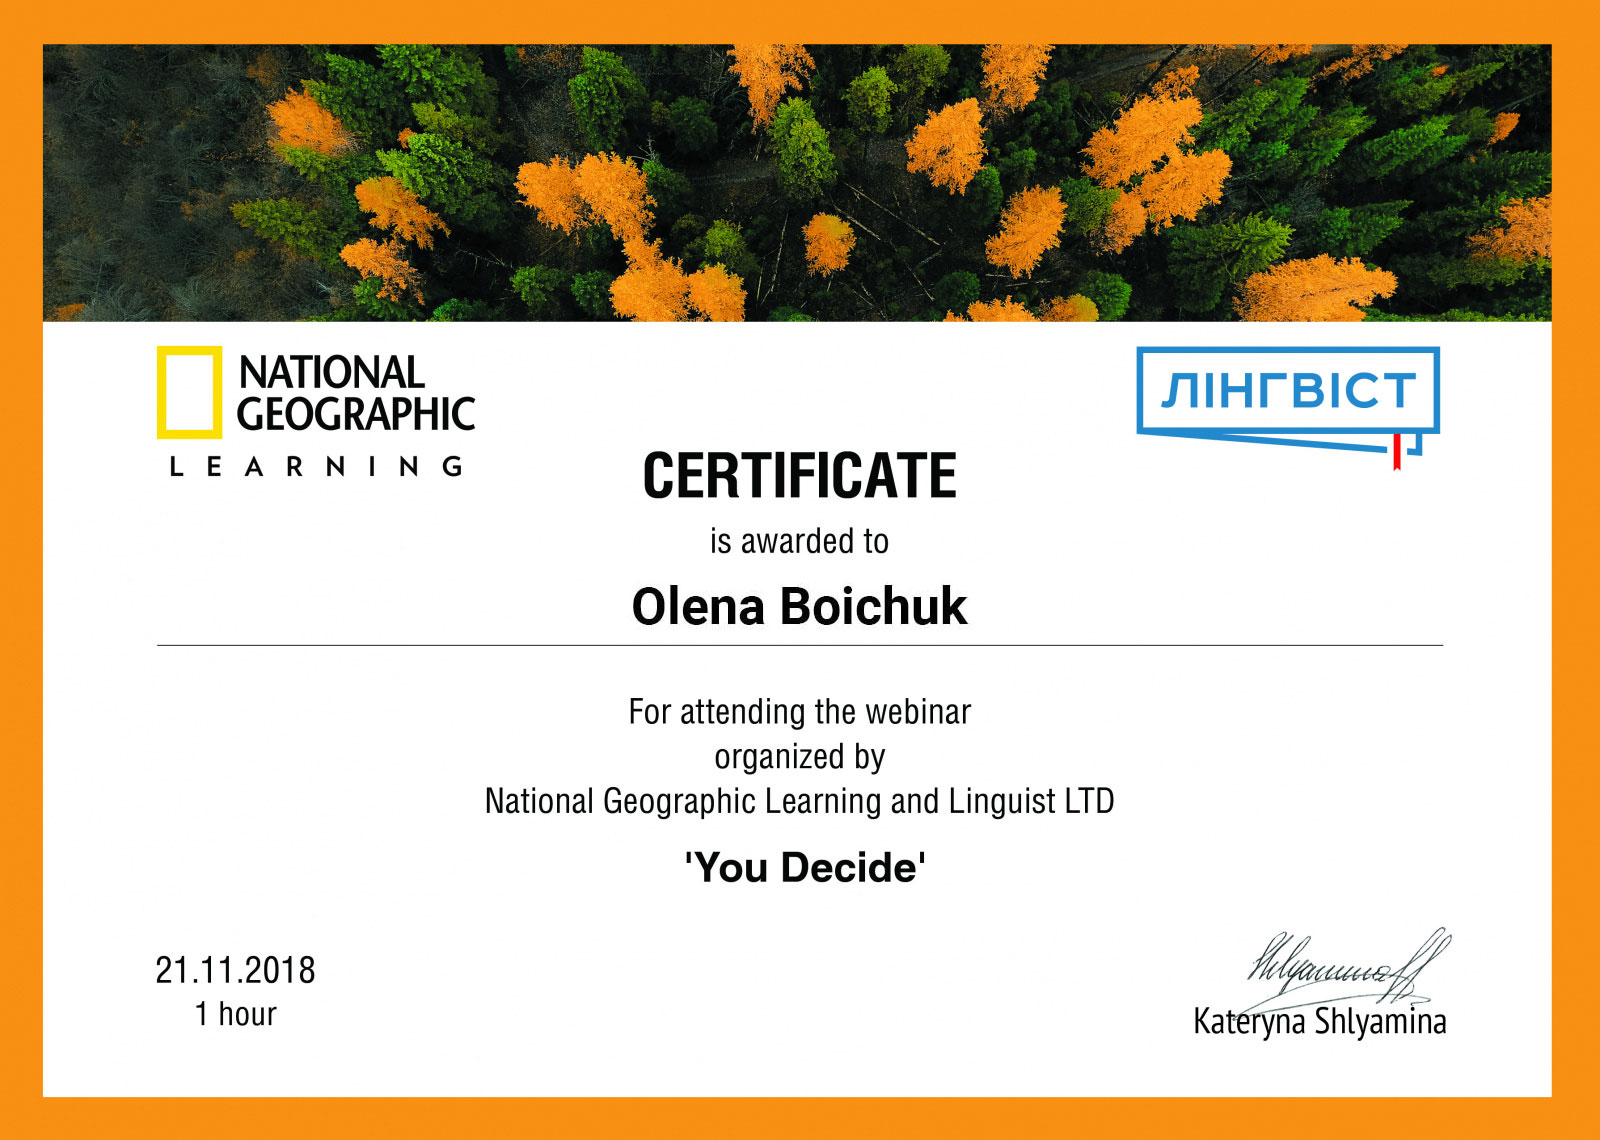 NATIONAL
GEOGRAPHIC
LEARNING
ЛІНГВІСТ
CERTIFICATE
is awarded to
Olena Boichuk
For attending the webinar
organized by
National Geographic Learning and Linguist LTD
'You Decide'
21.11.2018
1 hour
Kateryna Shlyamina